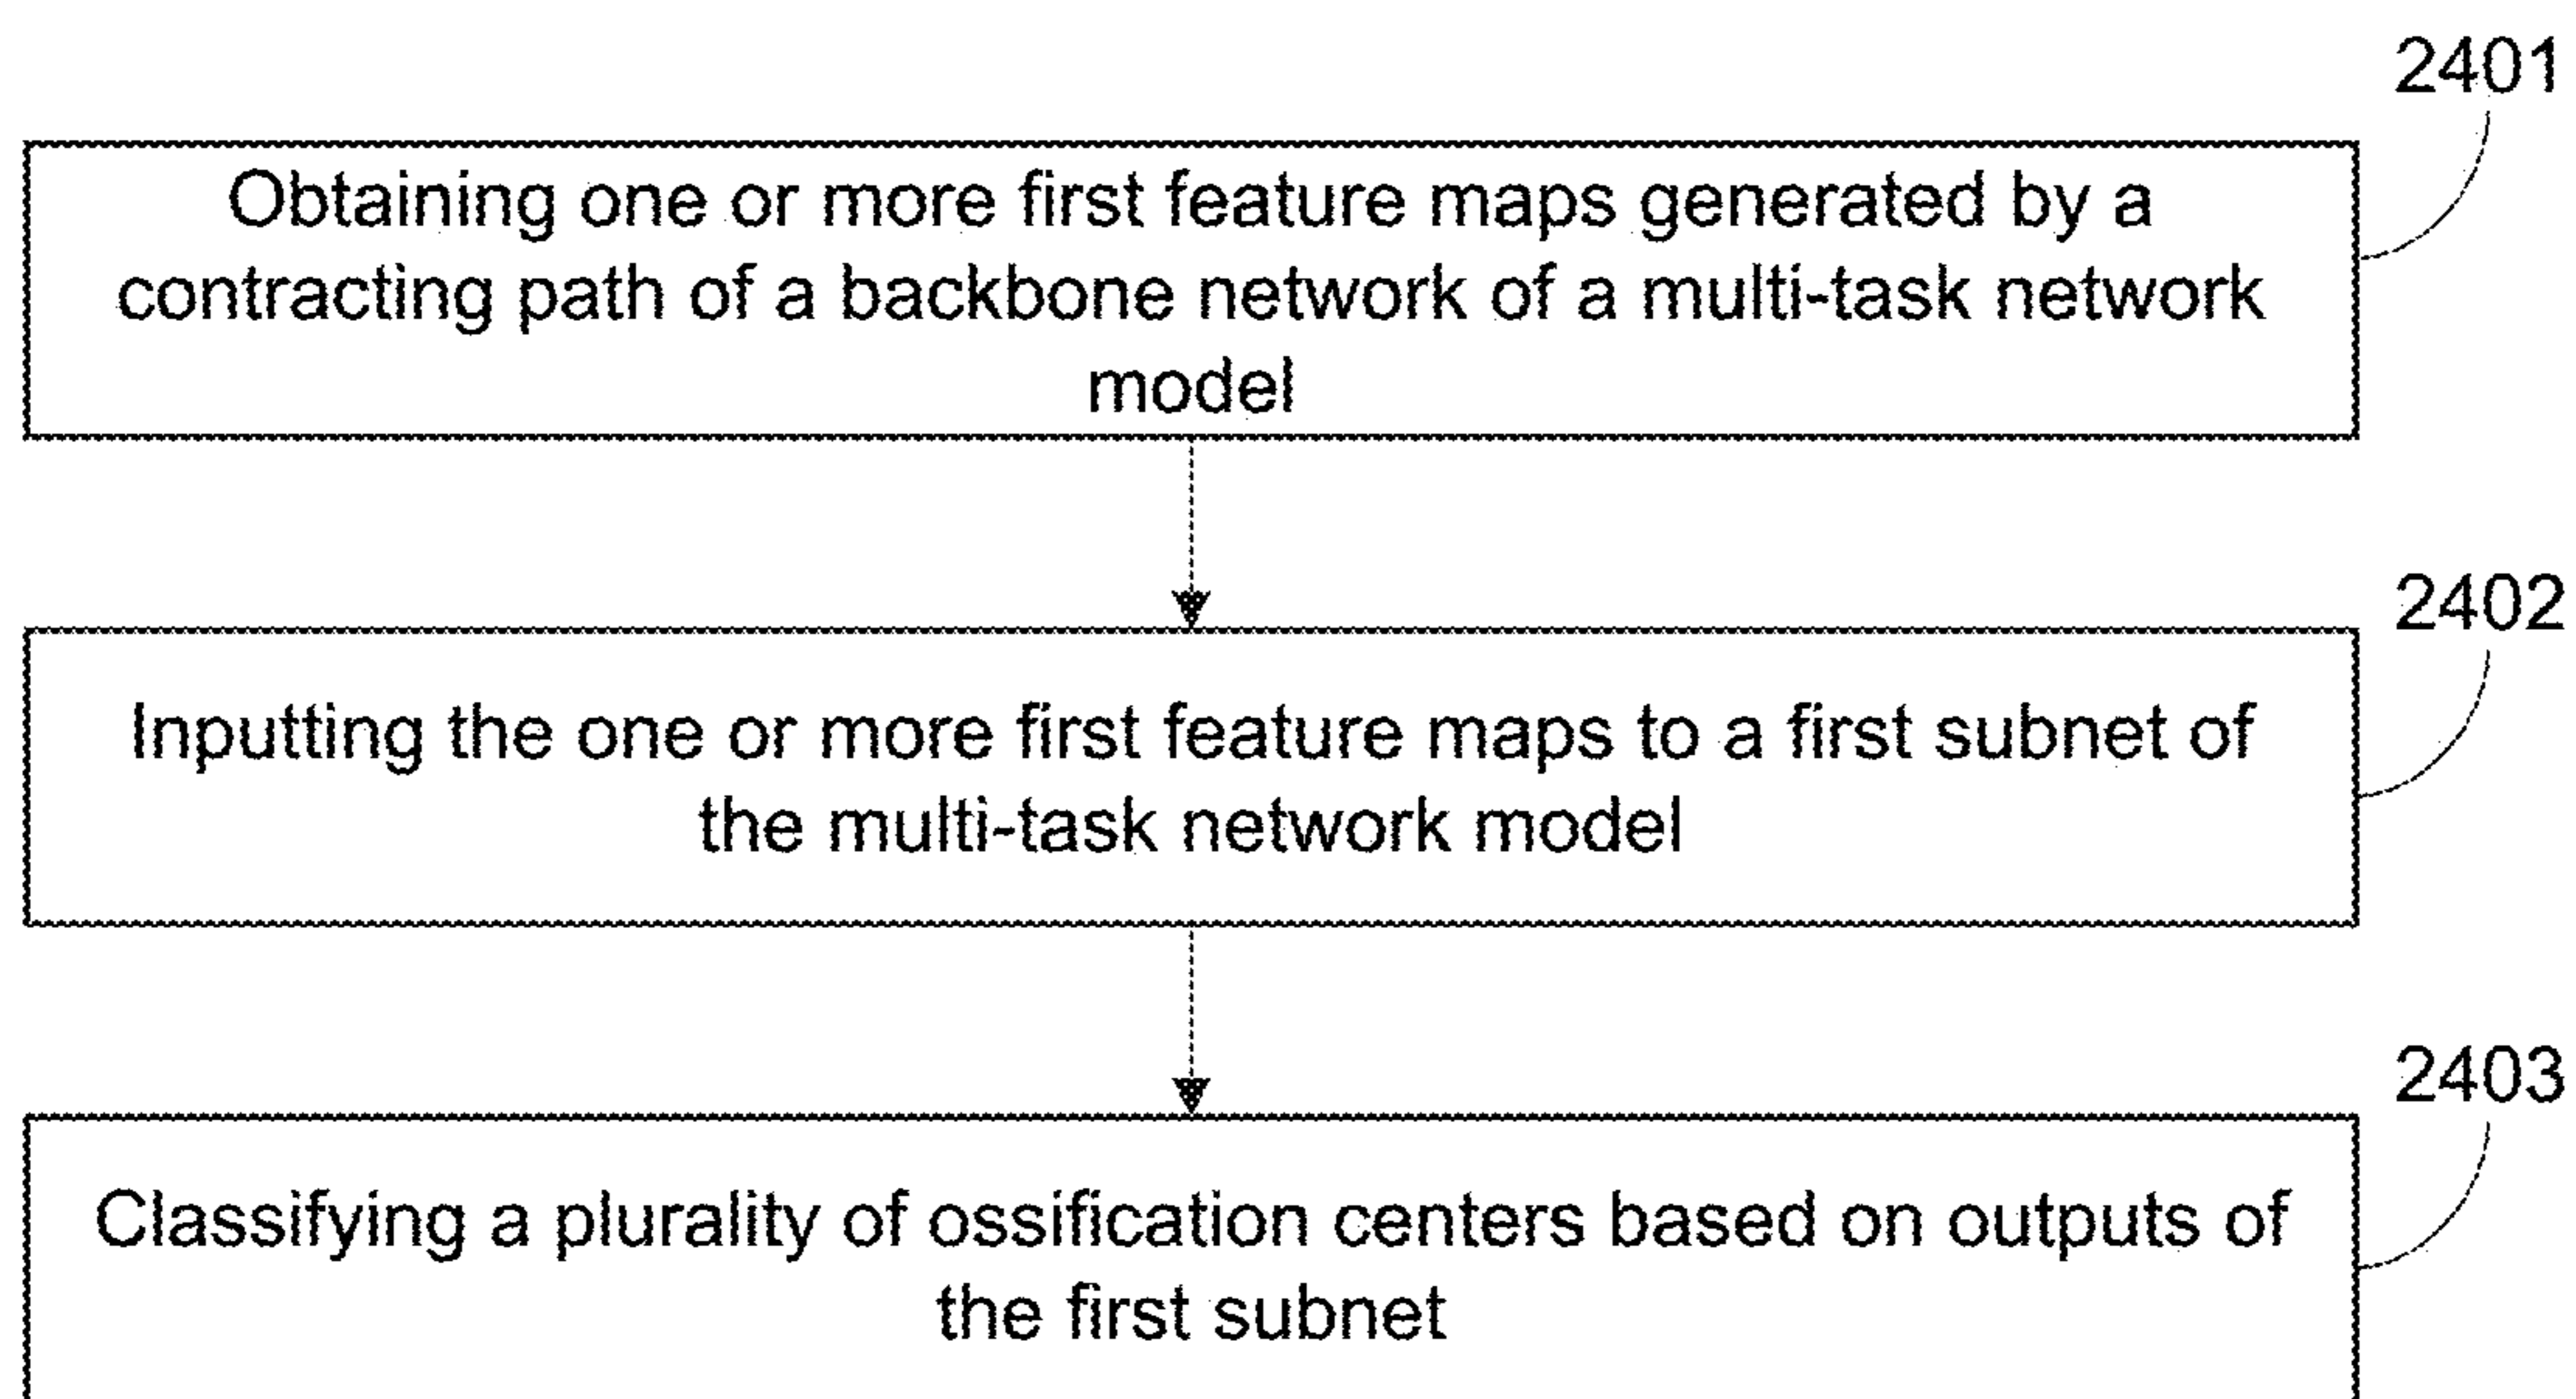 2401
Obtaining one or more first feature maps generated by a
contracting path of a backbone network of a multi-task network
model
2402
Inputting the one or more first feature maps to a first subnet of
the multi-task network model
2403
Classifying a plurality of ossification centers based on outputs of
the first subnet